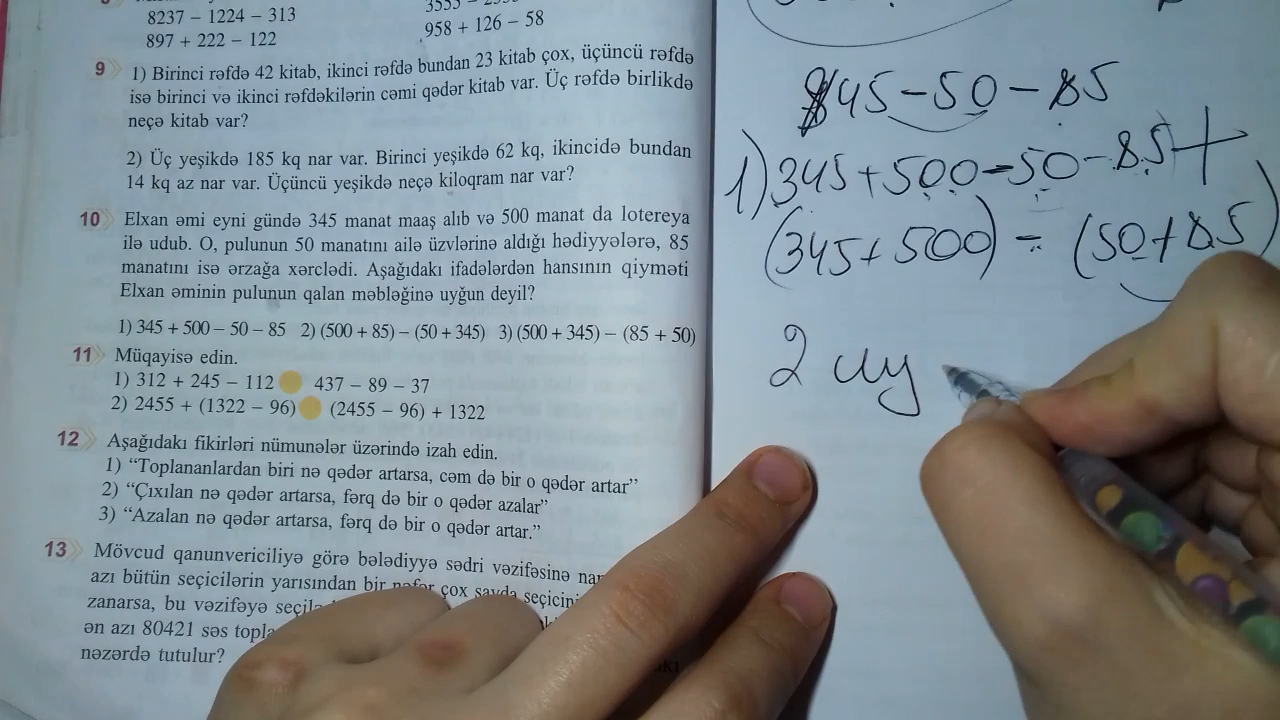 8237 − 1224 − 313
897 + 222 − 122
958 + 126 − 58
9 1) Birinci rəfdə 42 kitab, ikinci rəfdə bundan 23 kitab çox, üçüncü rəfdə
isə birinci və ikinci rəfdəkilərin cəmi qədər kitab var. Üç rəfdə birlikdə
neçə kitab var?
2) Üç yeşikdə 185 kq nar var. Birinci yeşikdə 62 kq, ikincidə bundan
14 kq az nar var. Üçüncü yeşikdə neçə kiloqram nar var?
10 Elxan əmi eyni gündə 345 manat maaş alıb və 500 manat da lotereya
ilə udub. O, pulunun 50 manatını ailə üzvlərinə aldığı hədiyyələrə, 85
manatını isə ərzağa xərclədi. Aşağıdakı ifadələrdən hansının qiyməti
Elxan əminin pulunun qalan məbləğinə uyğun deyil?
1) 345 + 500 − 50 − 85 2) (500 + 85) − (50 + 345) 3) (500 + 345) − (85 + 50)
11 Müqayisə edin.
1) 312 + 245 − 112 437 − 89 − 37
2) 2455 + (1322 − 96) (2455 − 96) + 1322
12 Aşağıdakı fikirləri nümunələr üzərində izah edin.
1) “Toplananlardan biri nə qədər artarsa, cəm də bir o qədər artar”
2) “Çıxılan nə qədər artarsa, fərq də bir o qədər azalar”
3) “Azalan nə qədər artarsa, fərq də bir o qədər artar.”
13 Mövcud qanunvericiliyə görə bələdiyyə sədri vəzifəsinə
azı bütün seçicilərin yarısından bir nəfər çox sayda
zanarsa, bu vəzifəyə
ən azı 80421 səs
nəzərdə tutulur?
845 − 50 − 85
1) 345 + 500 − 50 − 85 +
(345 + 500) − (50 + 85)
2